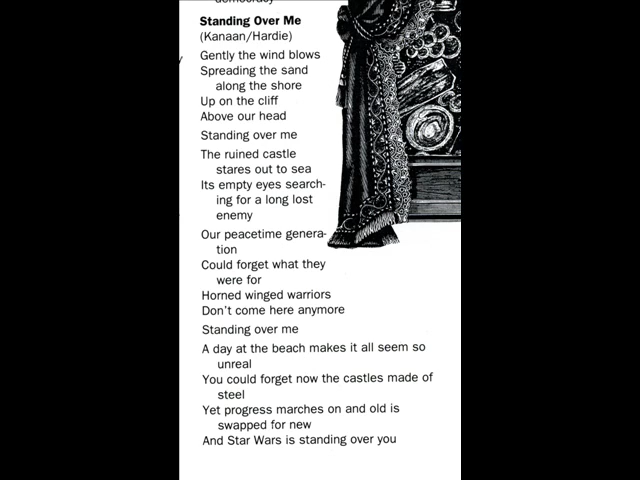 democracy
Standing Over Me
(Kanaan/Hardie)
Gently the wind blows
Spreading the sand
along the shore
Up on the cliff
Above our head
Standing over me
The ruined castle
stares out to sea
Its empty eyes search-
ing for a long lost
enemy
Our peacetime genera-
tion
Could forget what they
were for
Horned winged warriors
Don't come here anymore
Standing over me
A day at the beach makes it all seem so
unreal
You could forget now the castles made of
steel
Yet progress marches on and old is
swapped for new
And Star Wars is standing over you